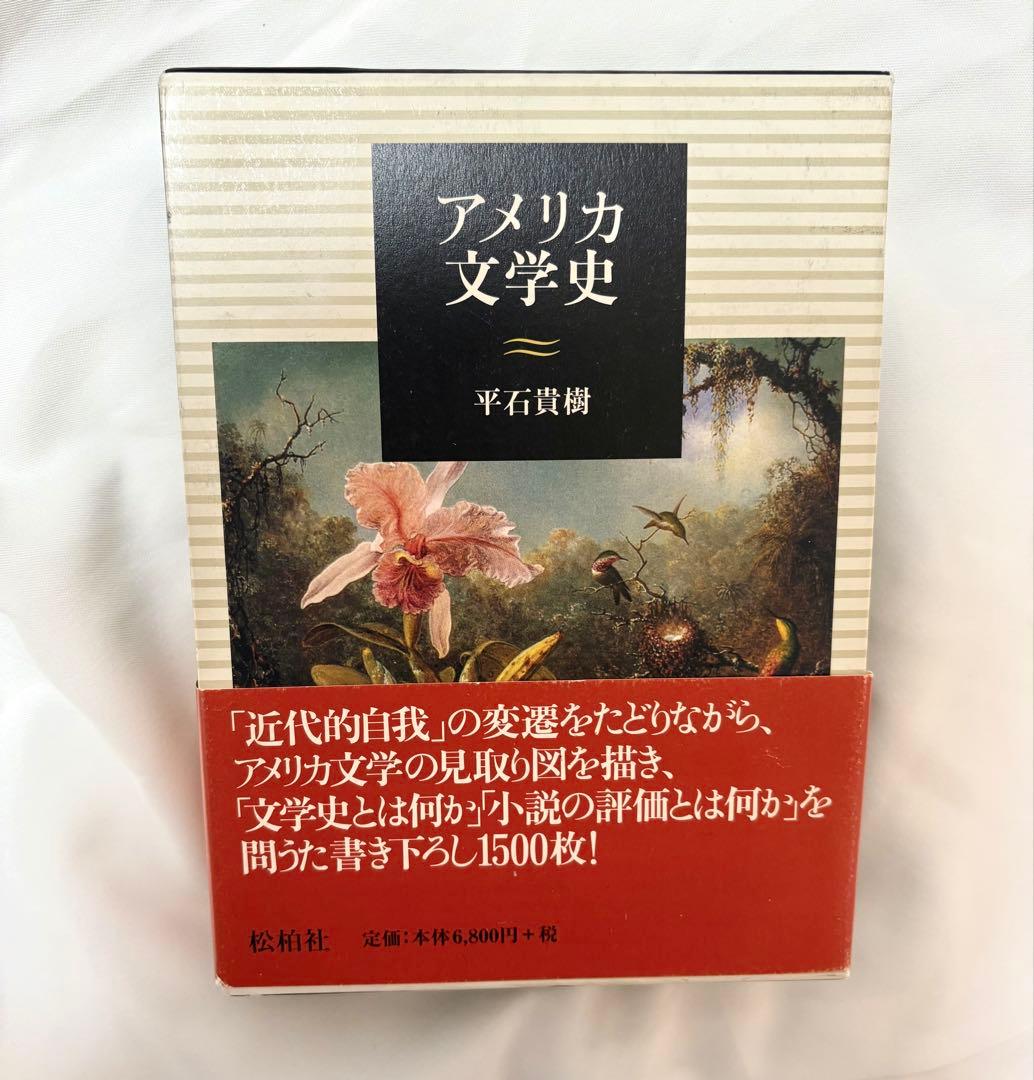 アメリカ
文学史
平石貴樹
「近代的自我」の変遷をたどりながら、
アメリカ文学の見取り図を描き、
「文学史とは何か」「小説の評価とは何か」を
問うた書き下ろし1500枚!
松柏社 定価:本体6,800円+税